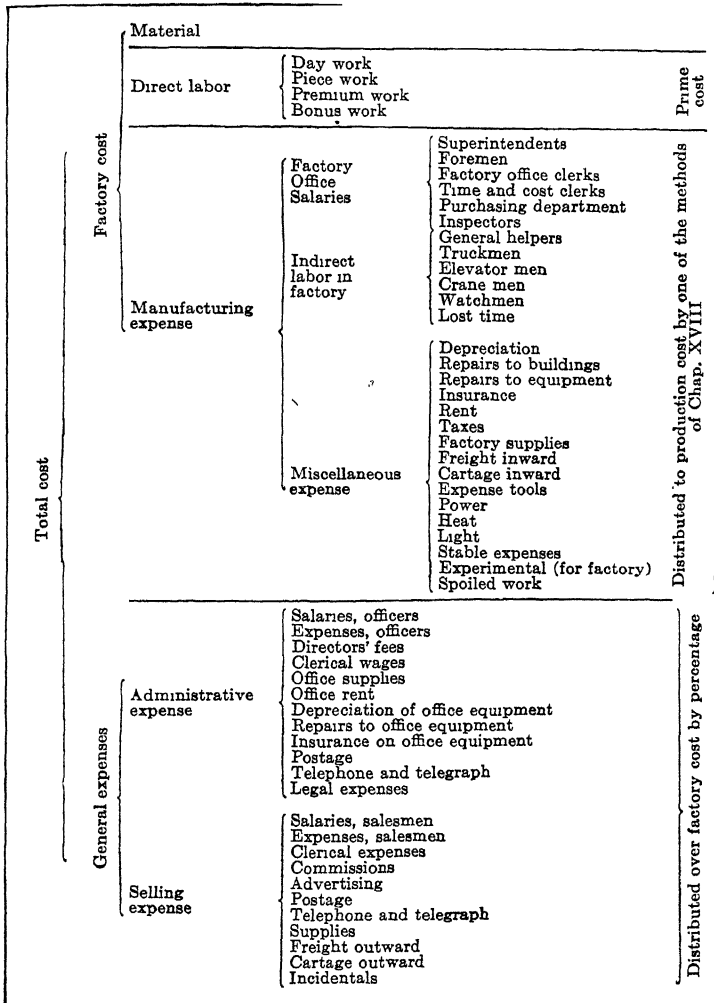 Total cost
Factory cost
Material
Direct labor
Day work
Piece work
Premium work
Bonus work
Prime
cost
Manufacturing
expense
Factory
Office
Salaries
Superintendents
Foremen
Factory office clerks
Time and cost clerks
Purchasing department
Inspectors
Indirect
labor in
factory
General helpers
Truckmen
Elevator men
Crane men
Watchmen
Lost time
Miscellaneous
expense
Depreciation
Repairs to buildings
Repairs to equipment
Insurance
Rent
Taxes
Factory supplies
Freight inward
Cartage inward
Expense tools
Power
Heat
Light
Stable expenses
Experimental (for factory)
Spoiled work
Distributed to production cost by one of the methods
of Chap. XVIII
General expenses
Administrative
expense
Salaries, officers
Expenses, officers
Directors' fees
Clerical wages
Office supplies
Office rent
Depreciation of office equipment
Repairs to office equipment
Insurance on office equipment
Postage
Telephone and telegraph
Legal expenses
Selling
expense
Salaries, salesmen
Expenses, salesmen
Clerical expenses
Commissions
Advertising
Postage
Telephone and telegraph
Supplies
Freight outward
Cartage outward
Incidentals
Distributed over factory cost by percentage